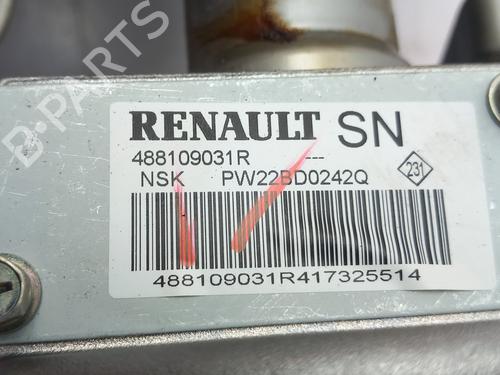 B-PARTS
RENAULT SN
488109031R ---
NSK PW22BD0242Q
231
488109031R417325514